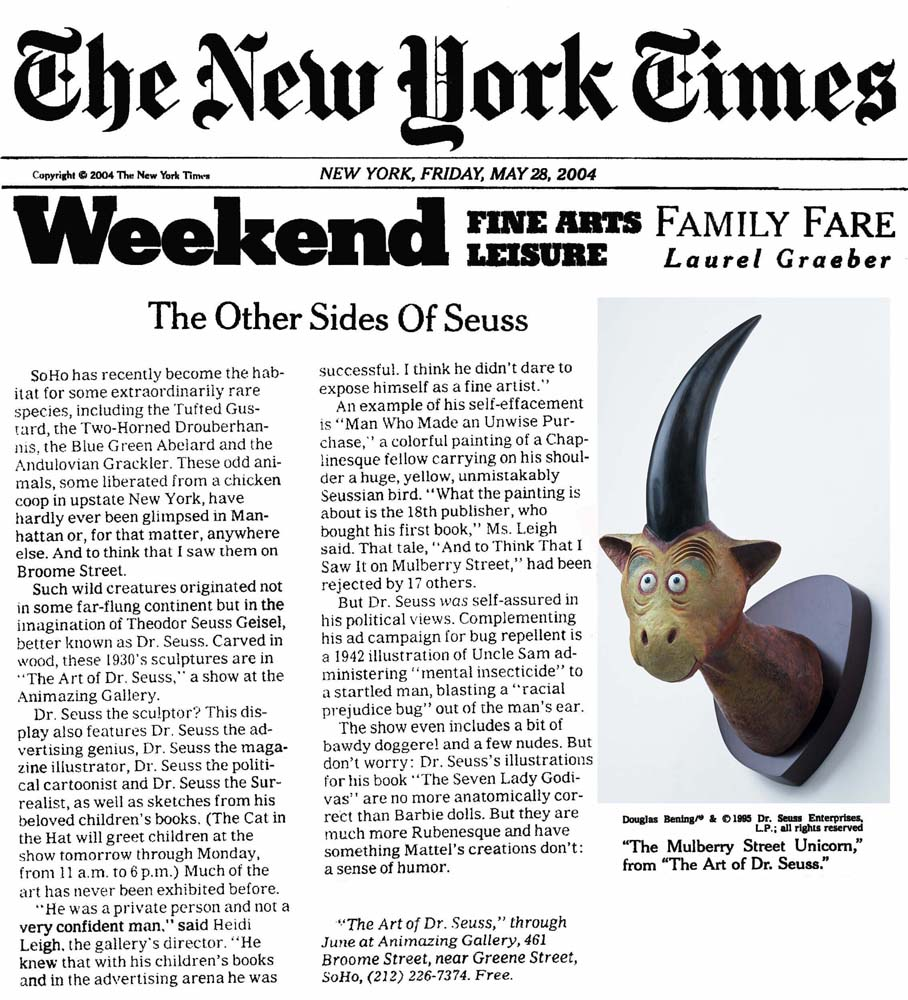 The New York Times
Copyright © 2004 The New York Times
NEW YORK, FRIDAY, MAY 28, 2004
Weekend
FINE ARTS
LEISURE
FAMILY FARE
Laurel Graeber
The Other Sides Of Seuss
SoHo has recently become the hab-
itat for some extraordinarily rare
species, including the Tufted Gus-
tard, the Two-Horned Drouberhan-
nis, the Blue Green Abelard and the
Andulovian Grackler. These odd ani-
mals, some liberated from a chicken
coop in upstate New York, have
hardly ever been glimpsed in Man-
hattan or, for that matter, anywhere
else. And to think that I saw them on
Broome Street.
Such wild creatures originated not
in some far-flung continent but in the
imagination of Theodor Seuss Geisel,
better known as Dr. Seuss. Carved in
wood, these 1930's sculptures are in
"The Art of Dr. Seuss," a show at the
Animazing Gallery.
Dr. Seuss the sculptor? This dis-
play also features Dr. Seuss the ad-
vertising genius, Dr. Seuss the maga-
zine illustrator, Dr. Seuss the politi-
cal cartoonist and Dr. Seuss the Sur-
realist, as well as sketches from his
beloved children's books. (The Cat in
the Hat will greet children at the
show tomorrow through Monday,
from 11 a.m. to 6 p.m.) Much of the
art has never been exhibited before.
"He was a private person and not a
very confident man," said Heidi
Leigh, the gallery's director. "He
knew that with his children's books
and in the advertising arena he was
successful. I think he didn't dare to
expose himself as a fine artist."
An example of his self-effacement
is "Man Who Made an Unwise Pur-
chase," a colorful painting of a Chap-
linesque fellow carrying on his shoul-
der a huge, yellow, unmistakably
Seussian bird. "What the painting is
about is the 18th publisher, who
bought his first book," Ms. Leigh
said. That tale, "And to Think That I
Saw It on Mulberry Street," had been
rejected by 17 others.
But Dr. Seuss was self-assured in
his political views. Complementing
his ad campaign for bug repellent is
a 1942 illustration of Uncle Sam ad-
ministering "mental insecticide" to
a startled man, blasting a "racial
prejudice bug" out of the man's ear.
The show even includes a bit of
bawdy doggerel and a few nudes. But
don't worry: Dr. Seuss's illustrations
for his book "The Seven Lady Godi-
vas" are no more anatomically cor-
rect than Barbie dolls. But they are
much more Rubenesque and have
something Mattel's creations don't:
a sense of humor.
"The Art of Dr. Seuss," through
June at Animazing Gallery, 461
Broome Street, near Greene Street,
SoHo, (212) 226-7374. Free.
Douglas Bening/® & © 1995 Dr. Seuss Enterprises,
L.P.; all rights reserved
"The Mulberry Street Unicorn,"
from "The Art of Dr. Seuss."